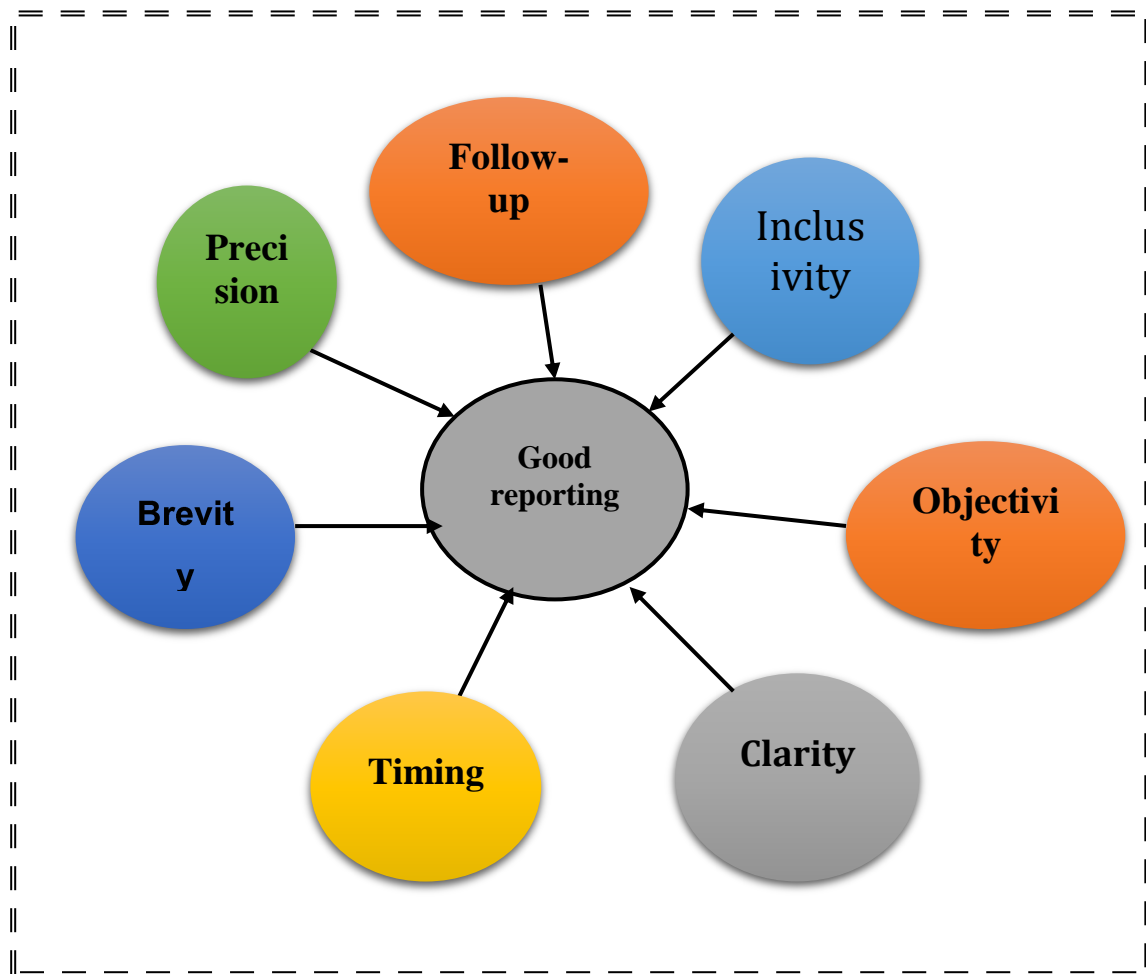 Follow-
up
Inclus
ivity
Preci
sion
Good
reporting
Objectivi
ty
Brevit
y
Clarity
Timing